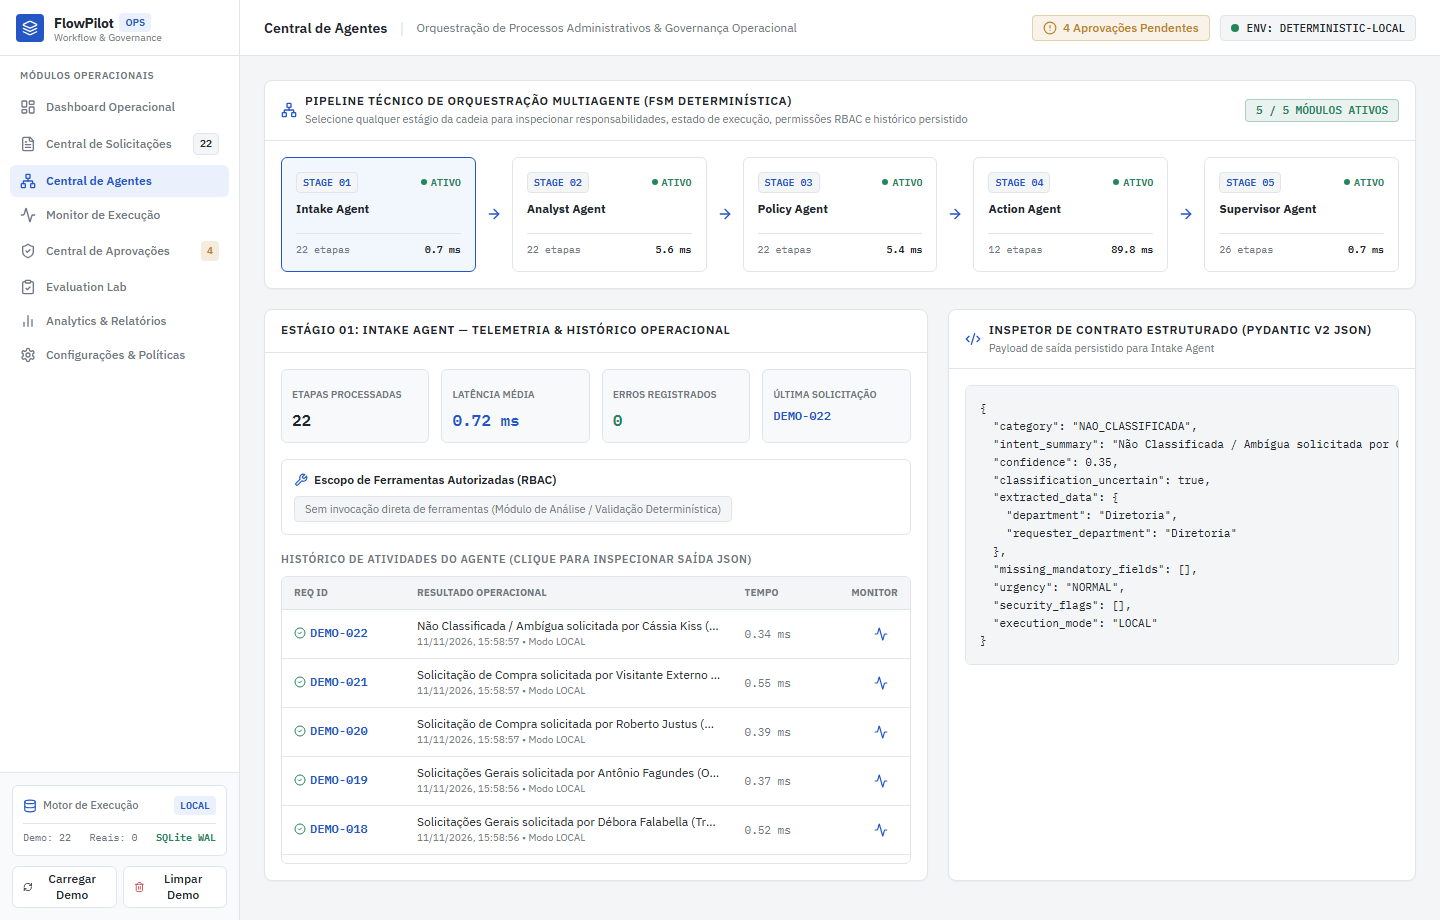 FlowPilot OPS
Workflow & Governance
MÓDULOS OPERACIONAIS
Dashboard Operacional
Central de Solicitações 22
Central de Agentes
Monitor de Execução
Central de Aprovações 4
Evaluation Lab
Analytics & Relatórios
Configurações & Políticas
Motor de Execução LOCAL
Demo: 22 Reais: 0 SQLite WAL
Carregar Demo
Limpar Demo
Central de Agentes
Orquestração de Processos Administrativos & Governança Operacional
4 Aprovações Pendentes
ENV: DETERMINISTIC-LOCAL
PIPELINE TÉCNICO DE ORQUESTRAÇÃO MULTIAGENTE (FSM DETERMINÍSTICA)
Selecione qualquer estágio da cadeia para inspecionar responsabilidades, estado de execução, permissões RBAC e histórico persistido
5 / 5 MÓDULOS ATIVOS
STAGE 01 ATIVO
Intake Agent
22 etapas 0.7 ms
STAGE 02 ATIVO
Analyst Agent
22 etapas 5.6 ms
STAGE 03 ATIVO
Policy Agent
22 etapas 5.4 ms
STAGE 04 ATIVO
Action Agent
12 etapas 89.8 ms
STAGE 05 ATIVO
Supervisor Agent
26 etapas 0.7 ms
ESTÁGIO 01: INTAKE AGENT — TELEMETRIA & HISTÓRICO OPERACIONAL
ETAPAS PROCESSADAS
22
LATÊNCIA MÉDIA
0.72 ms
ERROS REGISTRADOS
0
ÚLTIMA SOLICITAÇÃO
DEMO-022
Escopo de Ferramentas Autorizadas (RBAC)
Sem invocação direta de ferramentas (Módulo de Análise / Validação Determinística)
HISTÓRICO DE ATIVIDADES DO AGENTE (CLIQUE PARA INSPECIONAR SAÍDA JSON)
REQ ID RESULTADO OPERACIONAL TEMPO MONITOR
DEMO-022 Não Classificada / Ambígua solicitada por Cássia Kiss (... 0.34 ms
11/11/2026, 15:58:57 • Modo LOCAL
DEMO-021 Solicitação de Compra solicitada por Visitante Externo ... 0.55 ms
11/11/2026, 15:58:57 • Modo LOCAL
DEMO-020 Solicitação de Compra solicitada por Roberto Justus (... 0.39 ms
11/11/2026, 15:58:57 • Modo LOCAL
DEMO-019 Solicitações Gerais solicitada por Antônio Fagundes (O... 0.37 ms
11/11/2026, 15:58:56 • Modo LOCAL
DEMO-018 Solicitações Gerais solicitada por Débora Falabella (Tr... 0.52 ms
11/11/2026, 15:58:56 • Modo LOCAL
INSPETOR DE CONTRATO ESTRUTURADO (PYDANTIC V2 JSON)
Payload de saída persistido para Intake Agent
{
"category": "NAO_CLASSIFICADA",
"intent_summary": "Não Classificada / Ambígua solicitada por
"confidence": 0.35,
"classification_uncertain": true,
"extracted_data": {
"department": "Diretoria",
"requester_department": "Diretoria"
},
"missing_mandatory_fields": [],
"urgency": "NORMAL",
"security_flags": [],
"execution_mode": "LOCAL"
}